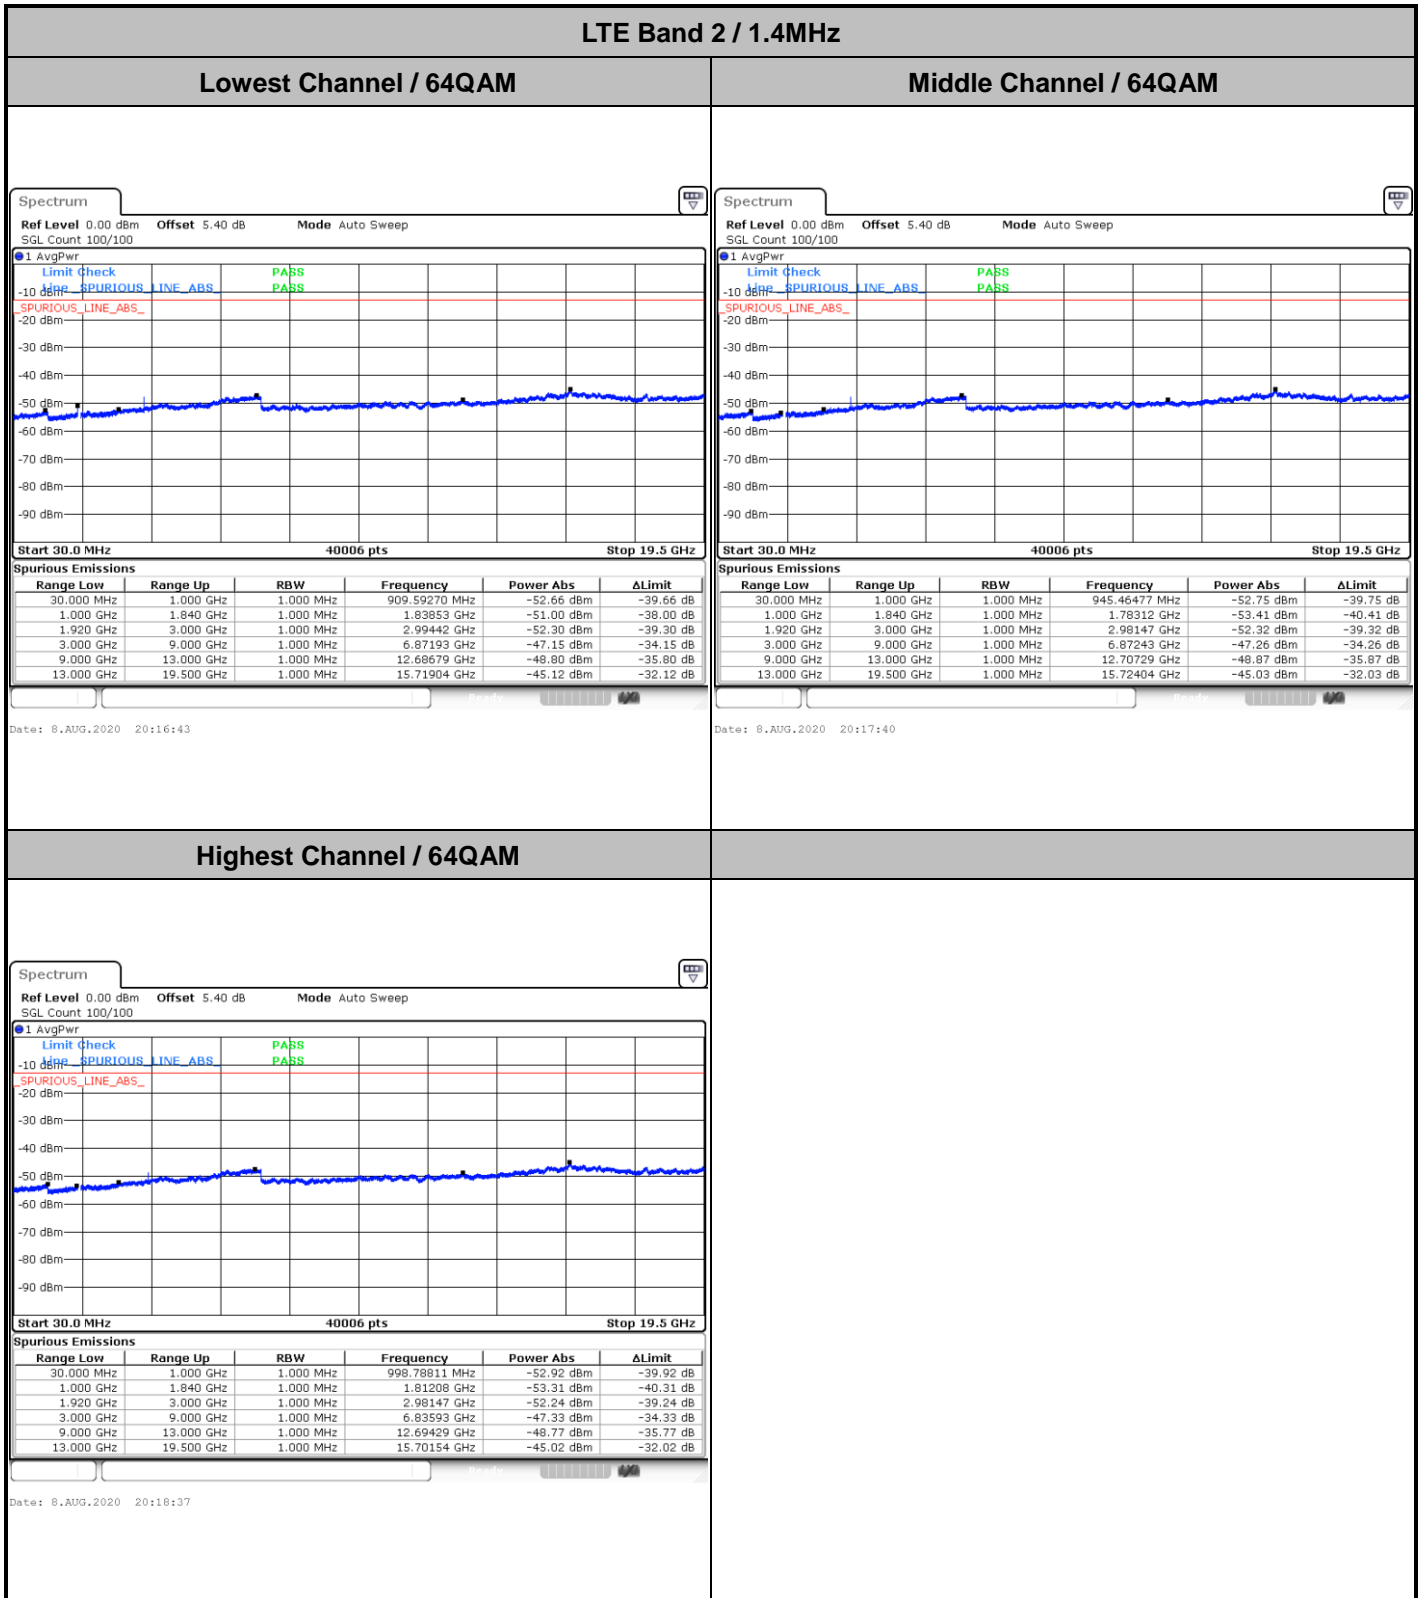 LTE Band 2 / 1.4MHz
Lowest Channel / 64QAM
Spectrum
Ref Level 0.00 dBm Offset 5.40 dB Mode Auto Sweep
SGL Count 100/100
1 AvgPwr
Limit Check PASS
Line _SPURIOUS_LINE_ABS_ PASS
-10 dBm
_SPURIOUS_LINE_ABS_
-20 dBm
-30 dBm
-40 dBm
-50 dBm
-60 dBm
-70 dBm
-80 dBm
-90 dBm
Start 30.0 MHz 40006 pts Stop 19.5 GHz
Spurious Emissions
Range Low Range Up RBW Frequency Power Abs ΔLimit
30.000 MHz 1.000 GHz 1.000 MHz 909.59270 MHz -52.66 dBm -39.66 dB
1.000 GHz 1.840 GHz 1.000 MHz 1.83853 GHz -51.00 dBm -38.00 dB
1.920 GHz 3.000 GHz 1.000 MHz 2.99442 GHz -52.30 dBm -39.30 dB
3.000 GHz 9.000 GHz 1.000 MHz 6.87193 GHz -47.15 dBm -34.15 dB
9.000 GHz 13.000 GHz 1.000 MHz 12.68679 GHz -48.80 dBm -35.80 dB
13.000 GHz 19.500 GHz 1.000 MHz 15.71904 GHz -45.12 dBm -32.12 dB
Date: 8.AUG.2020 20:16:43
Middle Channel / 64QAM
Spectrum
Ref Level 0.00 dBm Offset 5.40 dB Mode Auto Sweep
SGL Count 100/100
1 AvgPwr
Limit Check PASS
Line _SPURIOUS_LINE_ABS_ PASS
-10 dBm
_SPURIOUS_LINE_ABS_
-20 dBm
-30 dBm
-40 dBm
-50 dBm
-60 dBm
-70 dBm
-80 dBm
-90 dBm
Start 30.0 MHz 40006 pts Stop 19.5 GHz
Spurious Emissions
Range Low Range Up RBW Frequency Power Abs ΔLimit
30.000 MHz 1.000 GHz 1.000 MHz 945.46477 MHz -52.75 dBm -39.75 dB
1.000 GHz 1.840 GHz 1.000 MHz 1.78312 GHz -53.41 dBm -40.41 dB
1.920 GHz 3.000 GHz 1.000 MHz 2.98147 GHz -52.32 dBm -39.32 dB
3.000 GHz 9.000 GHz 1.000 MHz 6.87243 GHz -47.26 dBm -34.26 dB
9.000 GHz 13.000 GHz 1.000 MHz 12.70729 GHz -48.87 dBm -35.87 dB
13.000 GHz 19.500 GHz 1.000 MHz 15.72404 GHz -45.03 dBm -32.03 dB
Ready
Date: 8.AUG.2020 20:17:40
Highest Channel / 64QAM
Spectrum
Ref Level 0.00 dBm Offset 5.40 dB Mode Auto Sweep
SGL Count 100/100
1 AvgPwr
Limit Check PASS
Line _SPURIOUS_LINE_ABS_ PASS
-10 dBm
_SPURIOUS_LINE_ABS_
-20 dBm
-30 dBm
-40 dBm
-50 dBm
-60 dBm
-70 dBm
-80 dBm
-90 dBm
Start 30.0 MHz 40006 pts Stop 19.5 GHz
Spurious Emissions
Range Low Range Up RBW Frequency Power Abs ΔLimit
30.000 MHz 1.000 GHz 1.000 MHz 998.78811 MHz -52.92 dBm -39.92 dB
1.000 GHz 1.840 GHz 1.000 MHz 1.81208 GHz -53.31 dBm -40.31 dB
1.920 GHz 3.000 GHz 1.000 MHz 2.98147 GHz -52.24 dBm -39.24 dB
3.000 GHz 9.000 GHz 1.000 MHz 6.83593 GHz -47.33 dBm -34.33 dB
9.000 GHz 13.000 GHz 1.000 MHz 12.69429 GHz -48.77 dBm -35.77 dB
13.000 GHz 19.500 GHz 1.000 MHz 15.70154 GHz -45.02 dBm -32.02 dB
Date: 8.AUG.2020 20:18:37